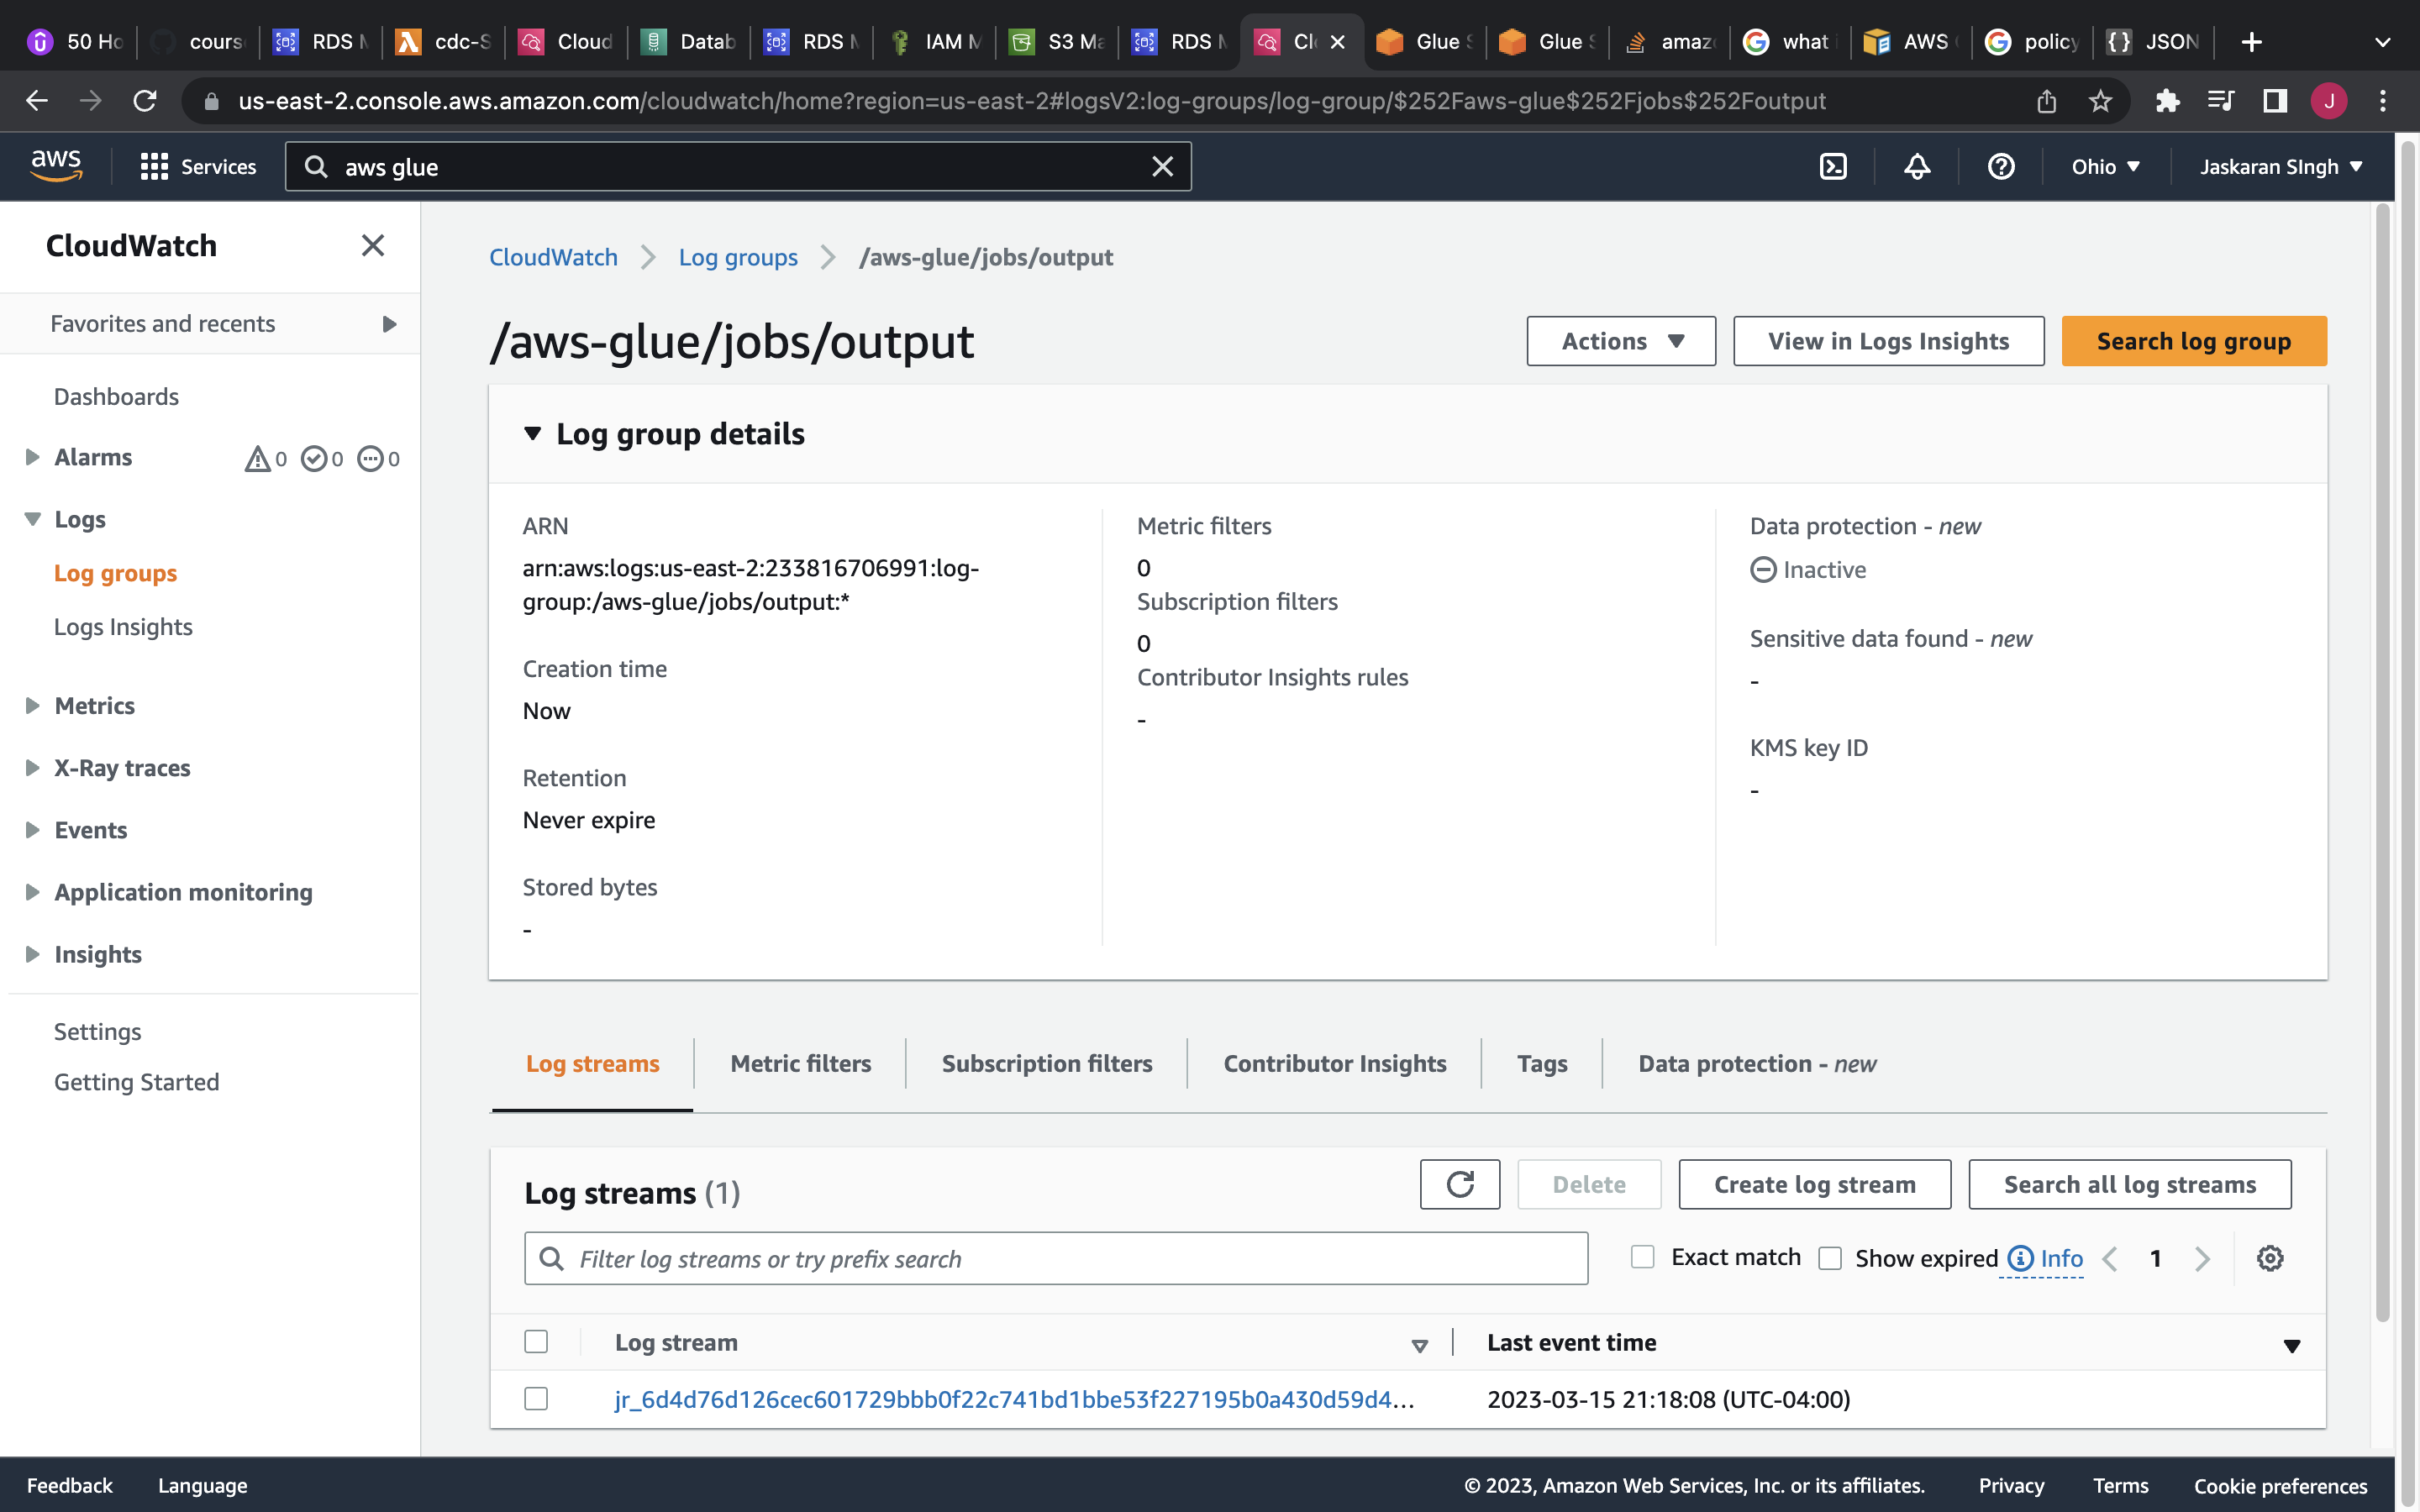 50 Ho
cours
RDS M
cdc-S
Cloud
Datab
RDS M
IAM M
S3 Ma
RDS M
Clo
Glue S
Glue S
amazo
what i
AWS
policy
JSON
us-east-2.console.aws.amazon.com/cloudwatch/home?region=us-east-2#logsV2:log-groups/log-group/$252Faws-glue$252Fjobs$252Foutput
J
aws
Services
aws glue
Ohio
Jaskaran SIngh
CloudWatch
Favorites and recents
Dashboards
Alarms 0 0 0
Logs
Log groups
Logs Insights
Metrics
X-Ray traces
Events
Application monitoring
Insights
Settings
Getting Started
CloudWatch Log groups /aws-glue/jobs/output
/aws-glue/jobs/output
Actions
View in Logs Insights
Search log group
Log group details
ARN
arn:aws:logs:us-east-2:233816706991:log-
group:/aws-glue/jobs/output:*
Creation time
Now
Retention
Never expire
Stored bytes
-
Metric filters
0
Subscription filters
0
Contributor Insights rules
-
Data protection - new
Inactive
Sensitive data found - new
-
KMS key ID
-
Log streams
Metric filters
Subscription filters
Contributor Insights
Tags
Data protection - new
Log streams (1)
Delete
Create log stream
Search all log streams
Filter log streams or try prefix search
Exact match
Show expired
Info
1
Log stream
Last event time
jr_6d4d76d126cec601729bbb0f22c741bd1bbe53f227195b0a430d59d4...
2023-03-15 21:18:08 (UTC-04:00)
Feedback
Language
© 2023, Amazon Web Services, Inc. or its affiliates.
Privacy
Terms
Cookie preferences